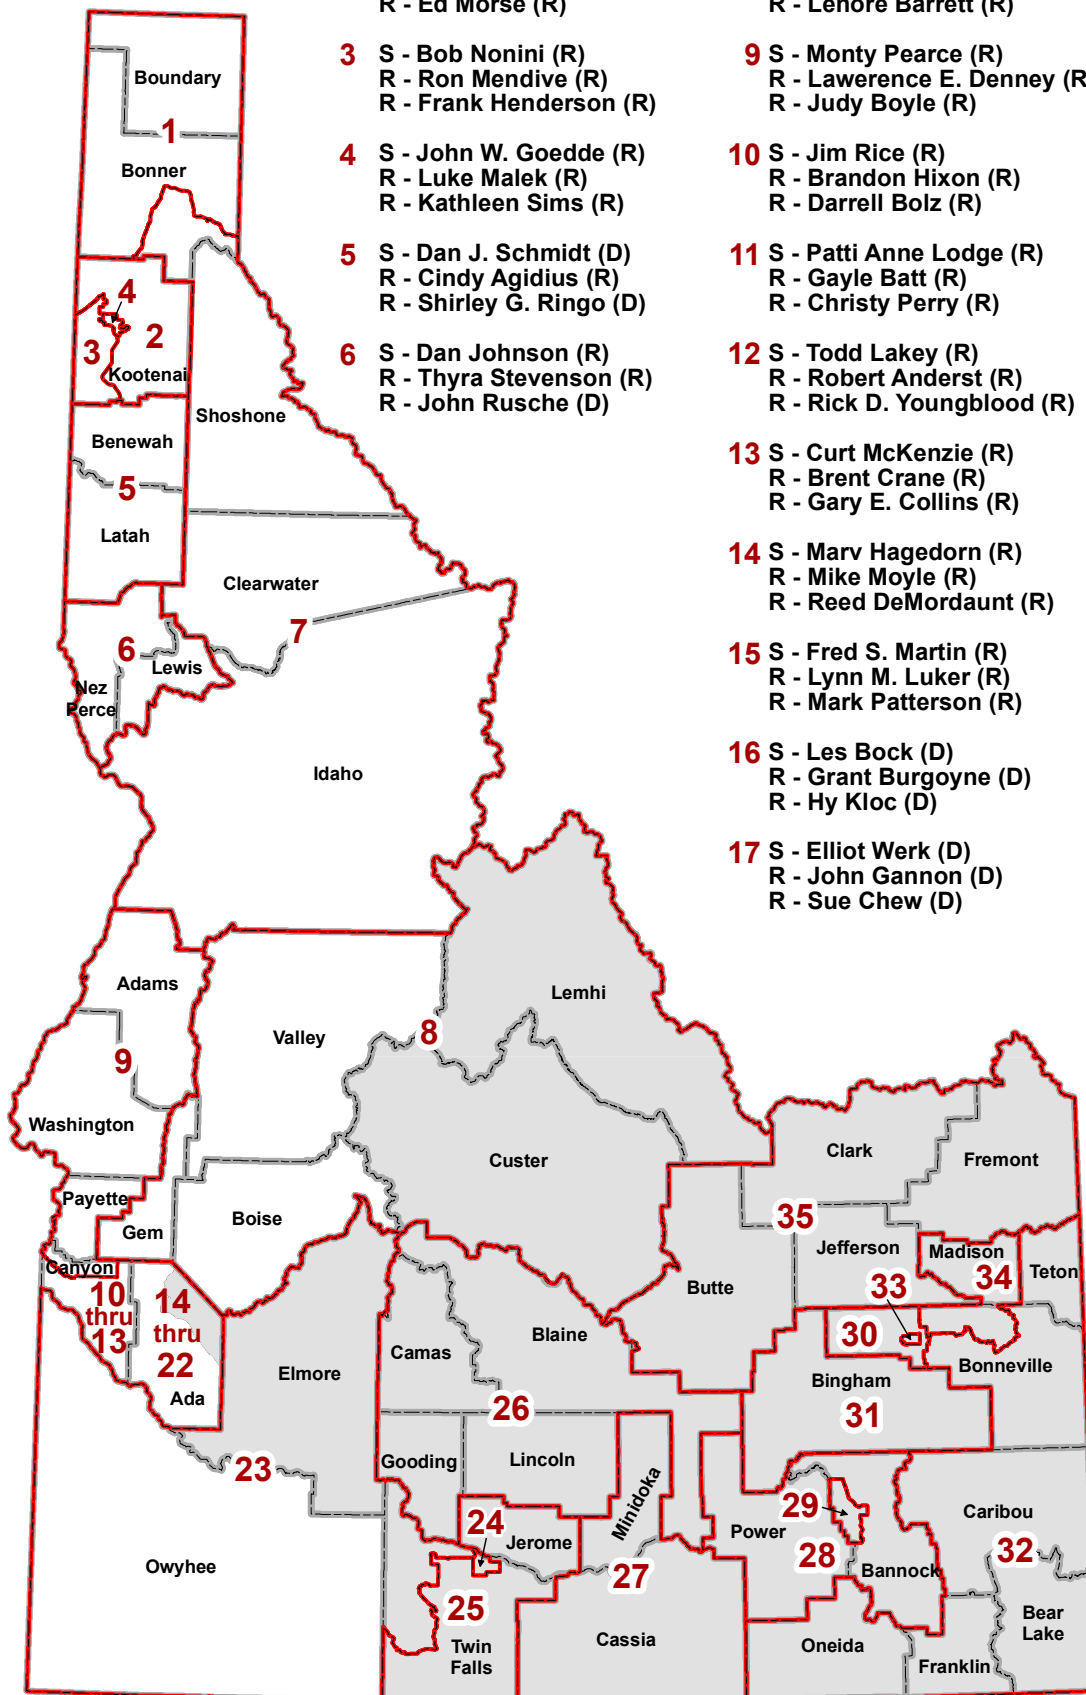 R - Ed Morse (R)
3 S - Bob Nonini (R)
R - Ron Mendive (R)
R - Frank Henderson (R)
4 S - John W. Goedde (R)
R - Luke Malek (R)
R - Kathleen Sims (R)
5 S - Dan J. Schmidt (D)
R - Cindy Agidius (R)
R - Shirley G. Ringo (D)
6 S - Dan Johnson (R)
R - Thyra Stevenson (R)
R - John Rusche (D)
R - Lenore Barrett (R)
9 S - Monty Pearce (R)
R - Lawerence E. Denney (R
R - Judy Boyle (R)
10 S - Jim Rice (R)
R - Brandon Hixon (R)
R - Darrell Bolz (R)
11 S - Patti Anne Lodge (R)
R - Gayle Batt (R)
R - Christy Perry (R)
12 S - Todd Lakey (R)
R - Robert Anderst (R)
R - Rick D. Youngblood (R)
13 S - Curt McKenzie (R)
R - Brent Crane (R)
R - Gary E. Collins (R)
14 S - Marv Hagedorn (R)
R - Mike Moyle (R)
R - Reed DeMordaunt (R)
15 S - Fred S. Martin (R)
R - Lynn M. Luker (R)
R - Mark Patterson (R)
16 S - Les Bock (D)
R - Grant Burgoyne (D)
R - Hy Kloc (D)
17 S - Elliot Werk (D)
R - John Gannon (D)
R - Sue Chew (D)
Boundary
1
Bonner
4
2
3
Kootenai
Shoshone
Benewah
5
Latah
Clearwater
7
6
Lewis
Nez
Perce
Idaho
Adams
Lemhi
Valley
8
9
Washington
Custer
Clark
Fremont
Payette
Boise
35
Gem
Jefferson
Madison
Canyon
34
Teton
10
thru
13
14
thru
22
Ada
Butte
33
30
Blaine
Camas
Elmore
Bonneville
Bingham
31
26
Gooding
Lincoln
23
Minidoka
29
Power
24
Jerome
Caribou
32
28
Bannock
Owyhee
27
25
Twin
Falls
Cassia
Oneida
Bear
Lake
Franklin